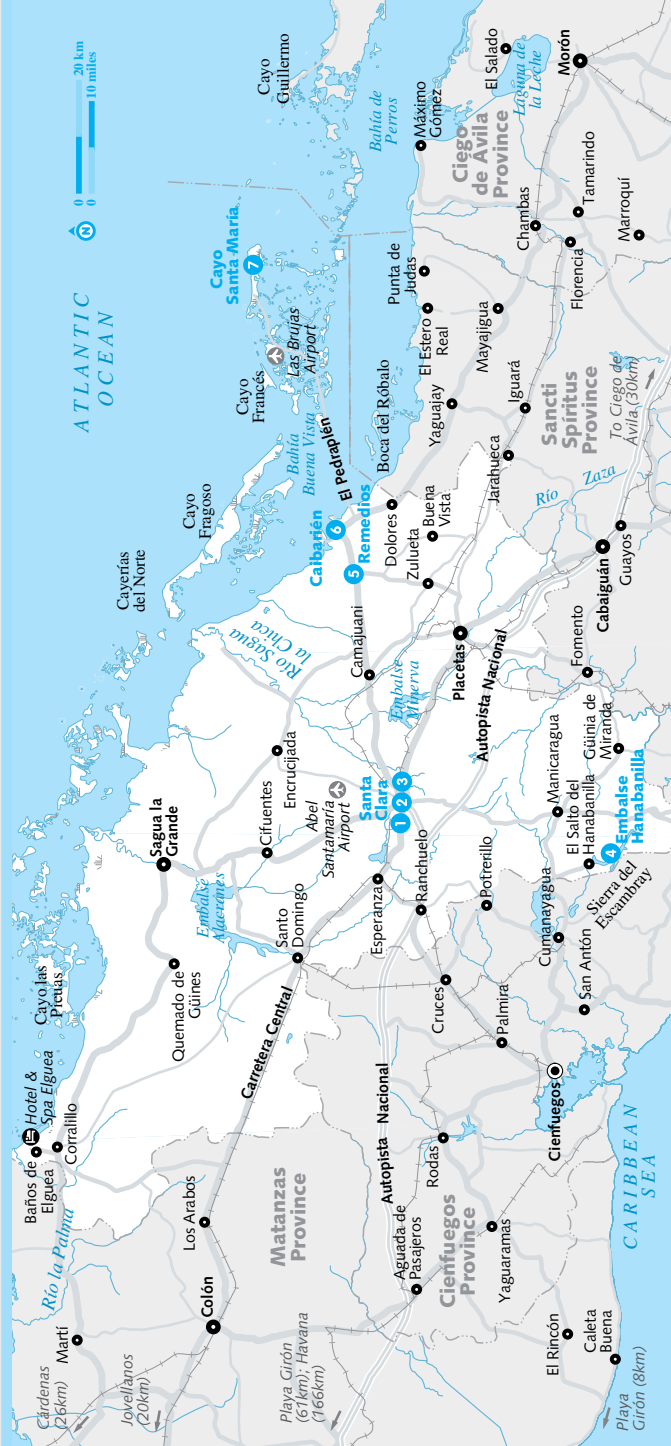 0
20 km
0
10 miles
N
ATLANTIC
OCEAN
Cayo
Guillermo
Cayo
Santa María
7
Las Brujas
Airport
Cayo
Francés
Bahía
Buena Vista
El Pedraplén
Bahía de
Perros
El Salado
Laguna de
la Leche
Morón
Máximo
Gómez
Ciego
de Ávila
Province
Chambas
Tamarindo
Florencia
Marroquí
Punta de
Judas
El Estero
Real
Mayajigua
Boca del Róbalo
Yaguajay
Iguará
Jarahueca
Sancti
Spíritus
Province
To Ciego de
Ávila (30km)
Río
Zaza
Cayo
Fragoso
Cayerías
del Norte
Caibarién
6
5
Remedios
Dolores
Buena
Vista
Zulueta
Río Sagua
la Chica
Camajuaní
Embalse
Minerva
Placetas
Autopista Nacional
Cabaiguán
Guayos
Fomento
Sagua la
Grande
Encrucijada
Cifuentes
Abel
Santamaría
Airport
Santa
Clara
1
2
3
Manicaragua
Güinia de
Miranda
El Salto del
Hanabanilla
4
Embalse
Hanabanilla
Sierra del
Escambray
Embalse
Alacranes
Santo
Domingo
Esperanza
Ranchuelo
Potrerillo
Cumanayagua
San Antón
Cayo las
Picuas
Quemado de
Güines
Carretera Central
Cruces
Palmira
Cienfuegos
CARIBBEAN
SEA
Hotel &
Spa Elguea
Baños de
Elguea
Corralillo
Río la Palma
Los Arabos
Matanzas
Province
Autopista Nacional
Rodas
Aguada de
Pasajeros
Cienfuegos
Province
Yaguaramas
Martí
Colón
El Rincón
Caleta
Buena
Cárdenas
(26km)
Jovellanos
(20km)
Playa Girón
(61km); Havana
(166km)
Playa
Girón (8km)